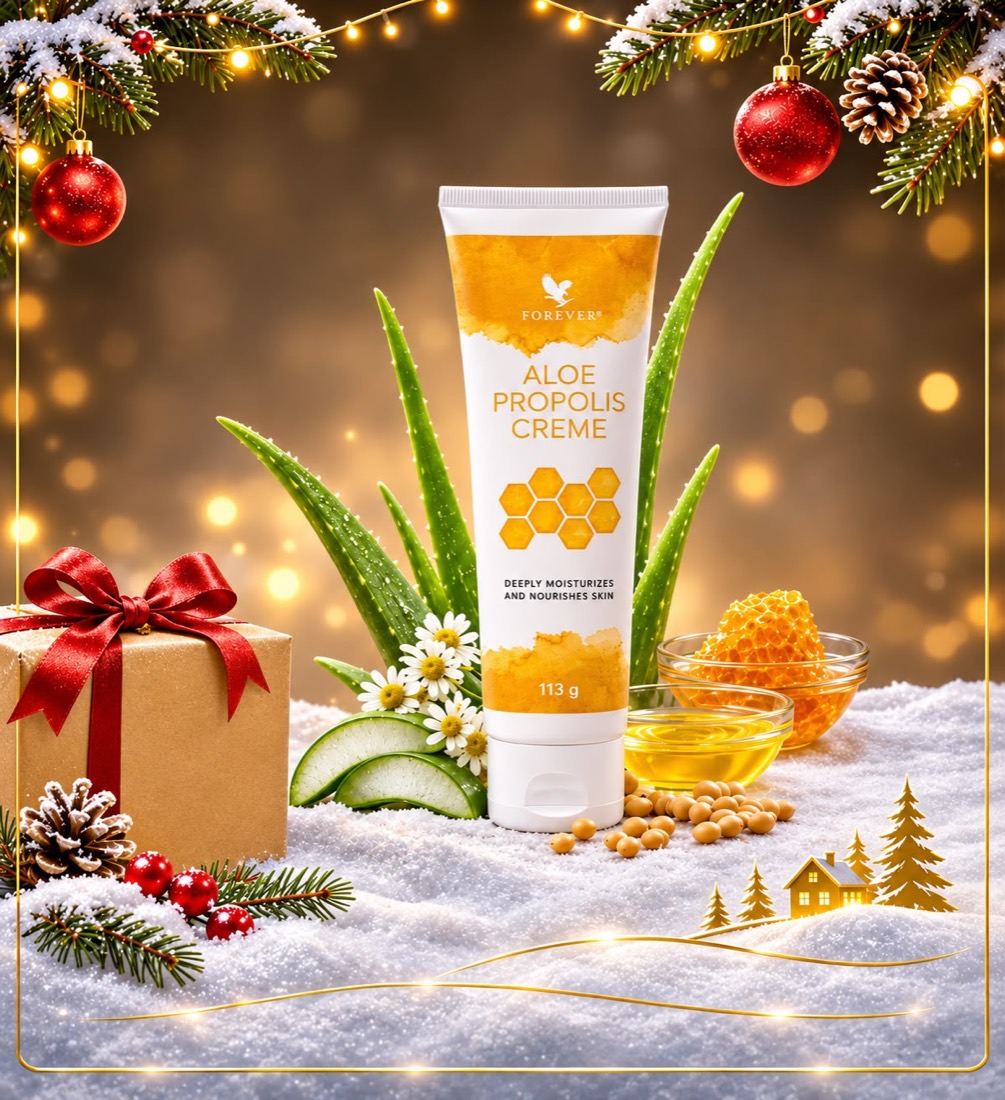 FOREVER®
ALOE
PROPOLIS
CREME
DEEPLY MOISTURIZES
AND NOURISHES SKIN
113 g